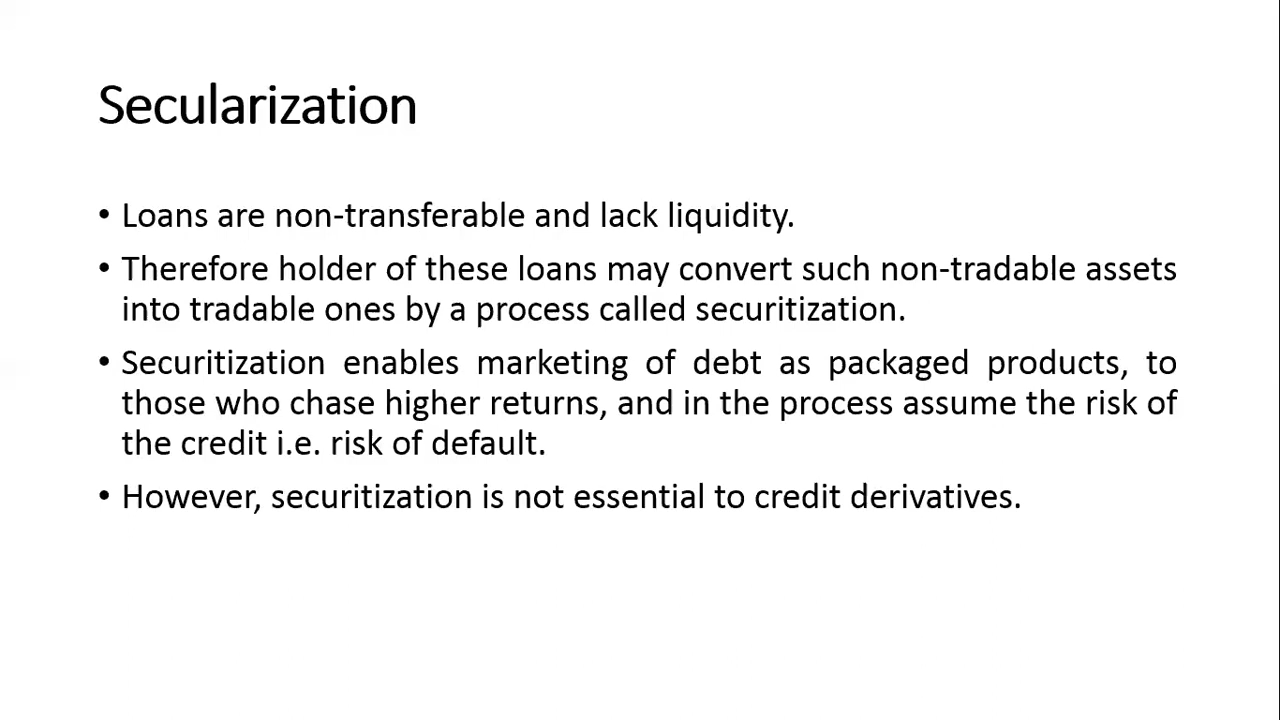 Secularization
• Loans are non-transferable and lack liquidity.
• Therefore holder of these loans may convert such non-tradable assets
into tradable ones by a process called securitization.
• Securitization enables marketing of debt as packaged products, to
those who chase higher returns, and in the process assume the risk of
the credit i.e. risk of default.
• However, securitization is not essential to credit derivatives.